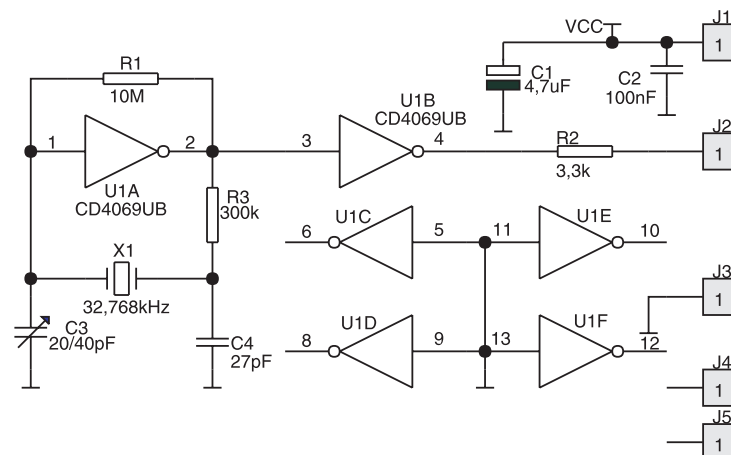 J1
VCC
1
R1
10M
C1
4,7uF
C2
100nF
U1B
CD4069UB
1
2
3
4
R2
3,3k
J2
1
U1A
CD4069UB
R3
300k
U1C
6
5
11
U1E
10
X1
32,768kHz
J3
1
C3
20/40pF
C4
27pF
U1D
8
9
13
U1F
12
J4
1
J5
1